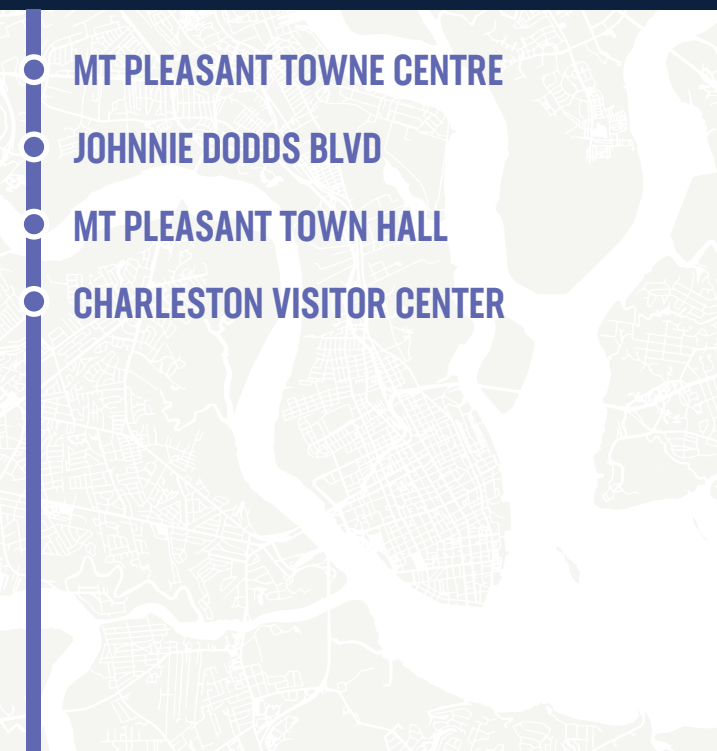 MT PLEASANT TOWNE CENTRE
JOHNNIE DODDS BLVD
MT PLEASANT TOWN HALL
CHARLESTON VISITOR CENTER